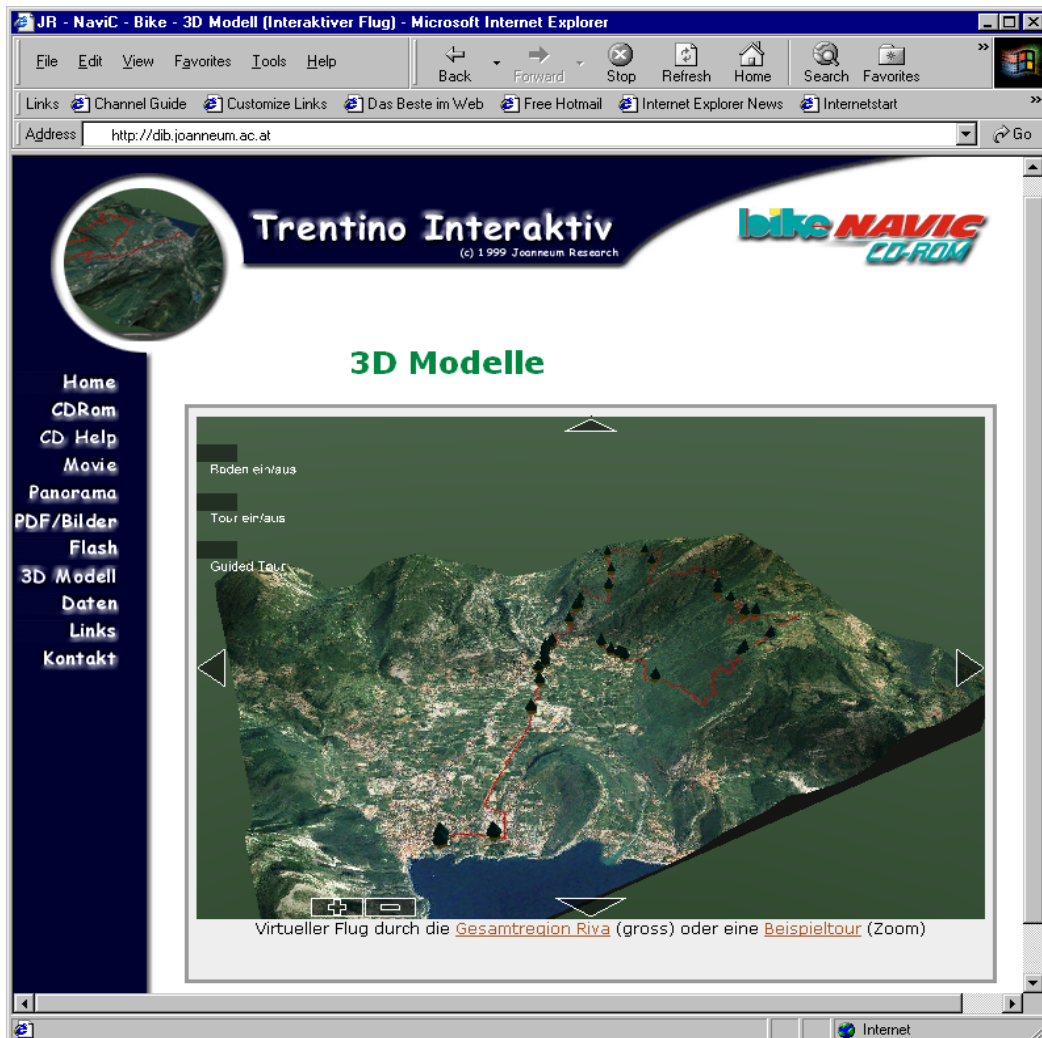 JR - NaviC - Bike - 3D Modell (Interaktiver Flug) - Microsoft Internet Explorer
File Edit View Favorites Tools Help Back Forward Stop Refresh Home Search Favorites »
Links Channel Guide Customize Links Das Beste im Web Free Hotmail Internet Explorer News Internetstart »
Address http://dib.joanneum.ac.at Go
Trentino Interaktiv
(c) 1999 Joanneum Research
bike NAVIC
CD-ROM
3D Modelle
Home
CDRom
CD Help
Movie
Panorama
PDF/Bilder
Flash
3D Modell
Daten
Links
Kontakt
Boden ein/aus
Tour ein/aus
Guided Tour
Virtueller Flug durch die Gesamtregion Riva (gross) oder eine Beispieltour (Zoom)
Internet